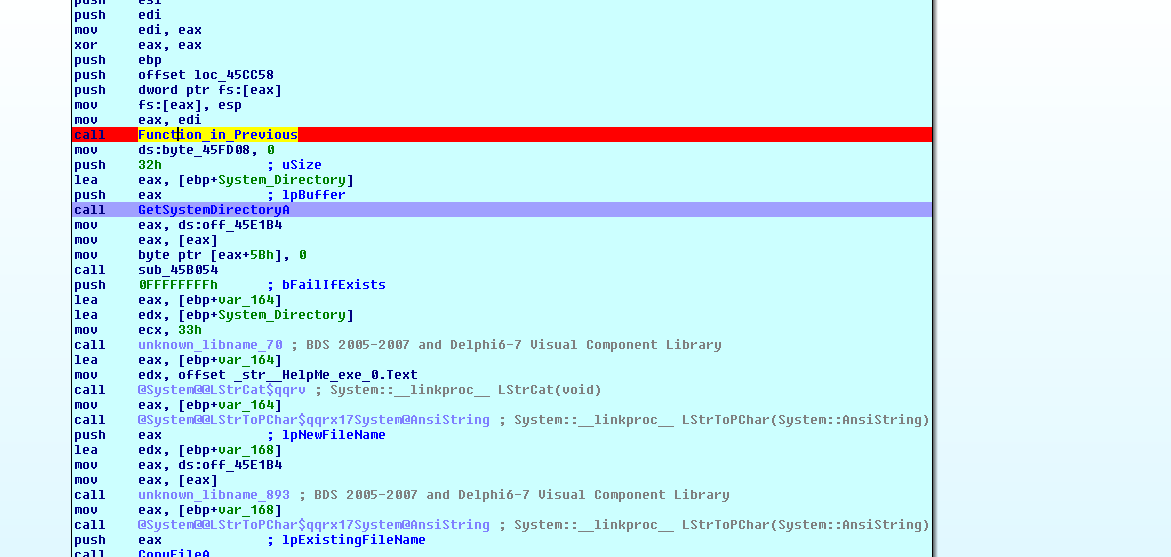 push esi
push edi
mov edi, eax
xor eax, eax
push ebp
push offset loc_45CC58
push dword ptr fs:[eax]
mov fs:[eax], esp
mov eax, edi
call Function_in_Previous
mov ds:byte_45FD08, 0
push 32h ; uSize
lea eax, [ebp+System_Directory]
push eax ; lpBuffer
call GetSystemDirectoryA
mov eax, ds:off_45E1B4
mov eax, [eax]
mov byte ptr [eax+5Bh], 0
call sub_45B054
push 0FFFFFFFFh ; bFailIfExists
lea eax, [ebp+var_164]
lea edx, [ebp+System_Directory]
mov ecx, 33h
call unknown_libname_70 ; BDS 2005-2007 and Delphi6-7 Visual Component Library
lea eax, [ebp+var_164]
mov edx, offset _str__HelpMe_exe_0.Text
call @System@@LStrCat$qqrv ; System::__linkproc__ LStrCat(void)
mov eax, [ebp+var_164]
call @System@@LStrToPChar$qqrx17System@AnsiString ; System::__linkproc__ LStrToPChar(System::AnsiString)
push eax ; lpNewFileName
lea edx, [ebp+var_168]
mov eax, ds:off_45E1B4
mov eax, [eax]
call unknown_libname_893 ; BDS 2005-2007 and Delphi6-7 Visual Component Library
mov eax, [ebp+var_168]
call @System@@LStrToPChar$qqrx17System@AnsiString ; System::__linkproc__ LStrToPChar(System::AnsiString)
push eax ; lpExistingFileName
call CopyFileA